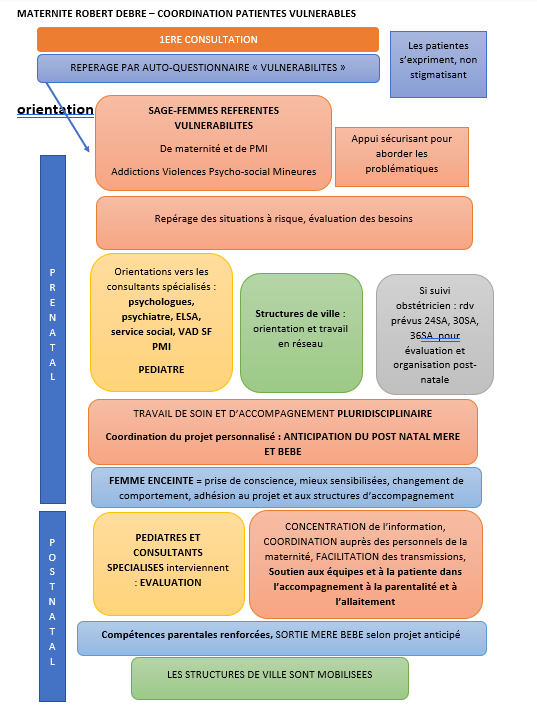 MATERNITE ROBERT DEBRE – COORDINATION PATIENTES VULNERABLES
1ERE CONSULTATION
REPERAGE PAR AUTO-QUESTIONNAIRE « VULNERABILITES »
Les patientes
s'expriment, non
stigmatisant
orientation
SAGE-FEMMES REFERENTES
VULNERABILITES
De maternité et de PMI
Addictions Violences Psycho-social Mineures
Appui sécurisant pour
aborder les
problématiques
PRENATAL
Repérage des situations à risque, évaluation des besoins
Orientations vers les
consultants spécialisés :
psychologues,
psychiatre, ELSA,
service social, VAD SF
PMI
PEDIATRE
Structures de ville :
orientation et travail
en réseau
Si suivi
obstétricien : rdv
prévus 24SA, 30SA,
36SA pour
évaluation et
organisation post-
natale
TRAVAIL DE SOIN ET D'ACCOMPAGNEMENT PLURIDISCIPLINAIRE
Coordination du projet personnalisé : ANTICIPATION DU POST NATAL MERE
ET BEBE
FEMME ENCEINTE = prise de conscience, mieux sensibilisées, changement de
comportement, adhésion au projet et aux structures d'accompagnement
POSTNATAL
PEDIATRES ET
CONSULTANTS
SPECIALISES interviennent
: EVALUATION
CONCENTRATION de l'information,
COORDINATION auprès des personnels de la
maternité, FACILITATION des transmissions,
Soutien aux équipes et à la patiente dans
l'accompagnement à la parentalité et à
l'allaitement
Compétences parentales renforcées, SORTIE MERE BEBE selon projet anticipé
LES STRUCTURES DE VILLE SONT MOBILISEES